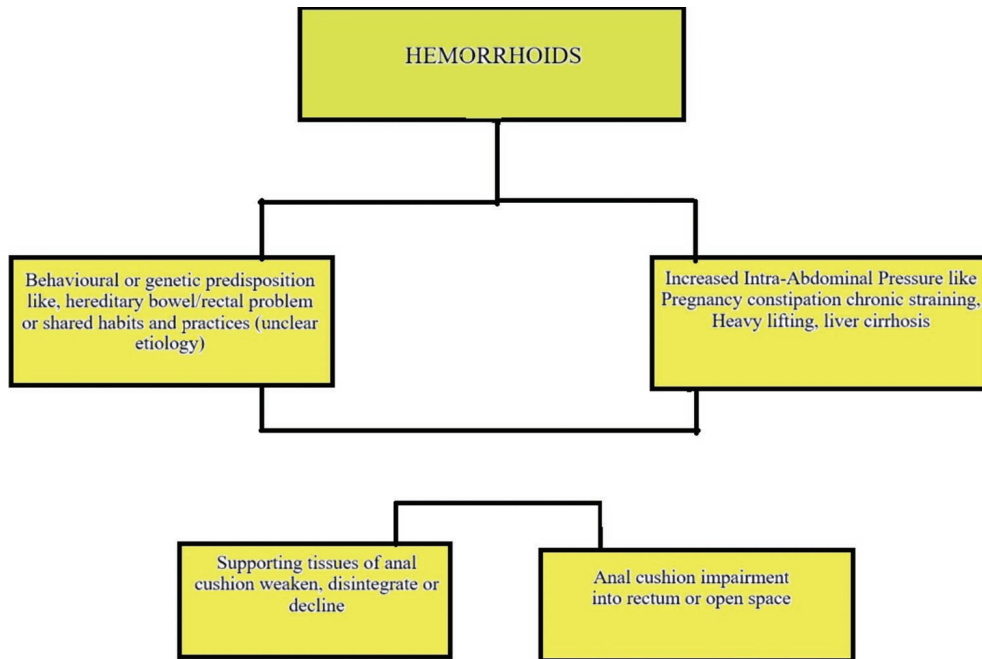 HEMORRHOIDS
Behavioural or genetic predisposition
like, hereditary bowel/rectal problem
or shared habits and practices (unclear
etiology)
Increased Intra-Abdominal Pressure like
Pregnancy constipation chronic straining,
Heavy lifting, liver cirrhosis
Supporting tissues of anal
cushion weaken, disintegrate or
decline
Anal cushion impairment
into rectum or open space